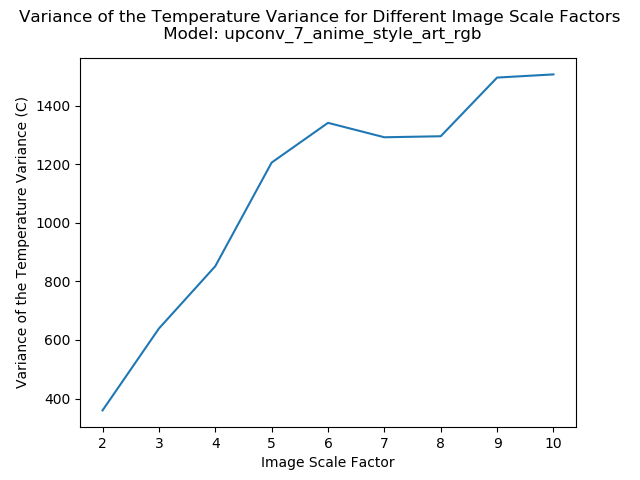 Variance of the Temperature Variance for Different Image Scale Factors
Model: upconv_7_anime_style_art_rgb
Variance of the Temperature Variance (C)
1400
1200
1000
800
600
400
2 3 4 5 6 7 8 9 10
Image Scale Factor